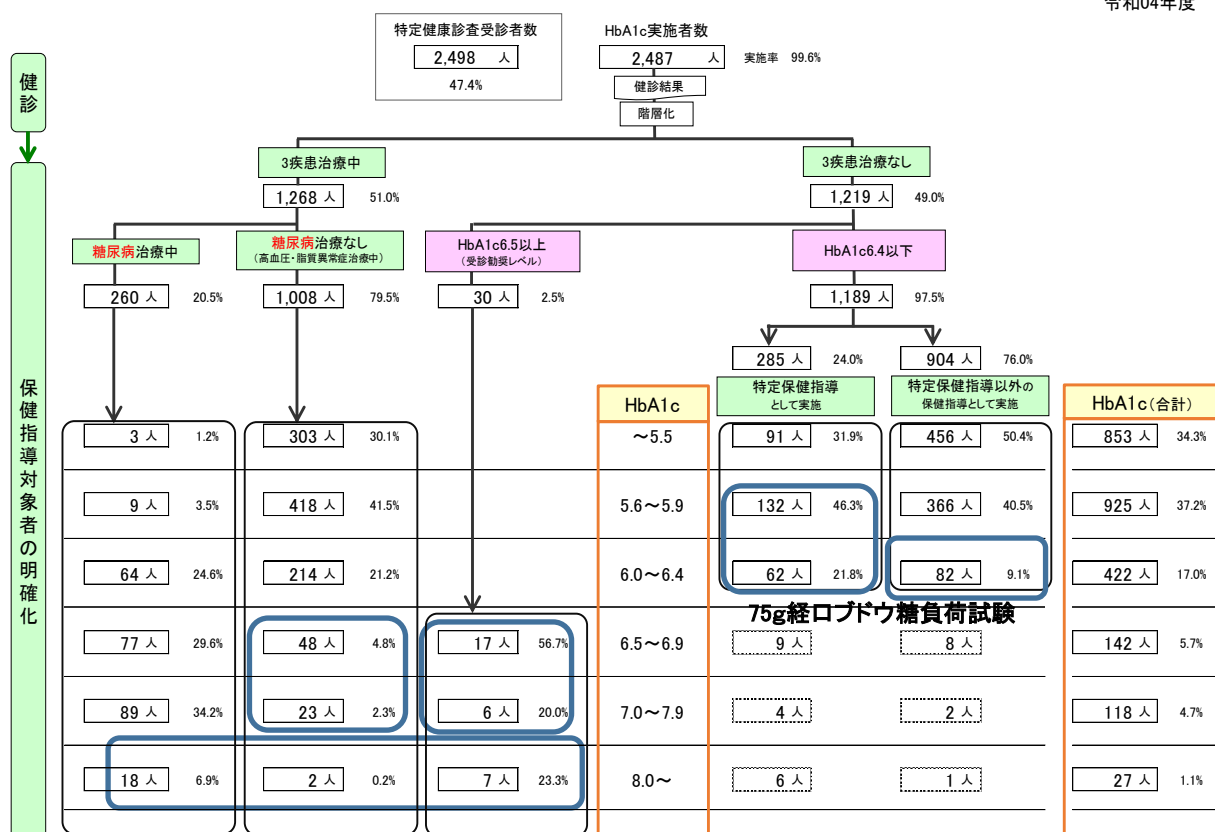 令和04年度
特定健康診査受診者数
2,498 人
47.4%
HbA1c実施者数
2,487 人 実施率 99.6%
健診結果
階層化
健診
3疾患治療中
1,268 人 51.0%
3疾患治療なし
1,219 人 49.0%
糖尿病治療中
260 人 20.5%
糖尿病治療なし
(高血圧・脂質異常症治療中)
1,008 人 79.5%
HbA1c6.5以上
(受診勧奨レベル)
30 人 2.5%
HbA1c6.4以下
1,189 人 97.5%
285 人 24.0%
904 人 76.0%
特定保健指導
として実施
特定保健指導以外の
保健指導として実施
保健指導対象者の明確化
HbA1c
HbA1c(合計)
3 人 1.2% 303 人 30.1% ～5.5 91 人 31.9% 456 人 50.4% 853 人 34.3%
9 人 3.5% 418 人 41.5% 5.6～5.9 132 人 46.3% 366 人 40.5% 925 人 37.2%
64 人 24.6% 214 人 21.2% 6.0～6.4 62 人 21.8% 82 人 9.1% 422 人 17.0%
75g経口ブドウ糖負荷試験
77 人 29.6% 48 人 4.8% 17 人 56.7% 6.5～6.9 9 人 8 人 142 人 5.7%
89 人 34.2% 23 人 2.3% 6 人 20.0% 7.0～7.9 4 人 2 人 118 人 4.7%
18 人 6.9% 2 人 0.2% 7 人 23.3% 8.0～ 6 人 1 人 27 人 1.1%